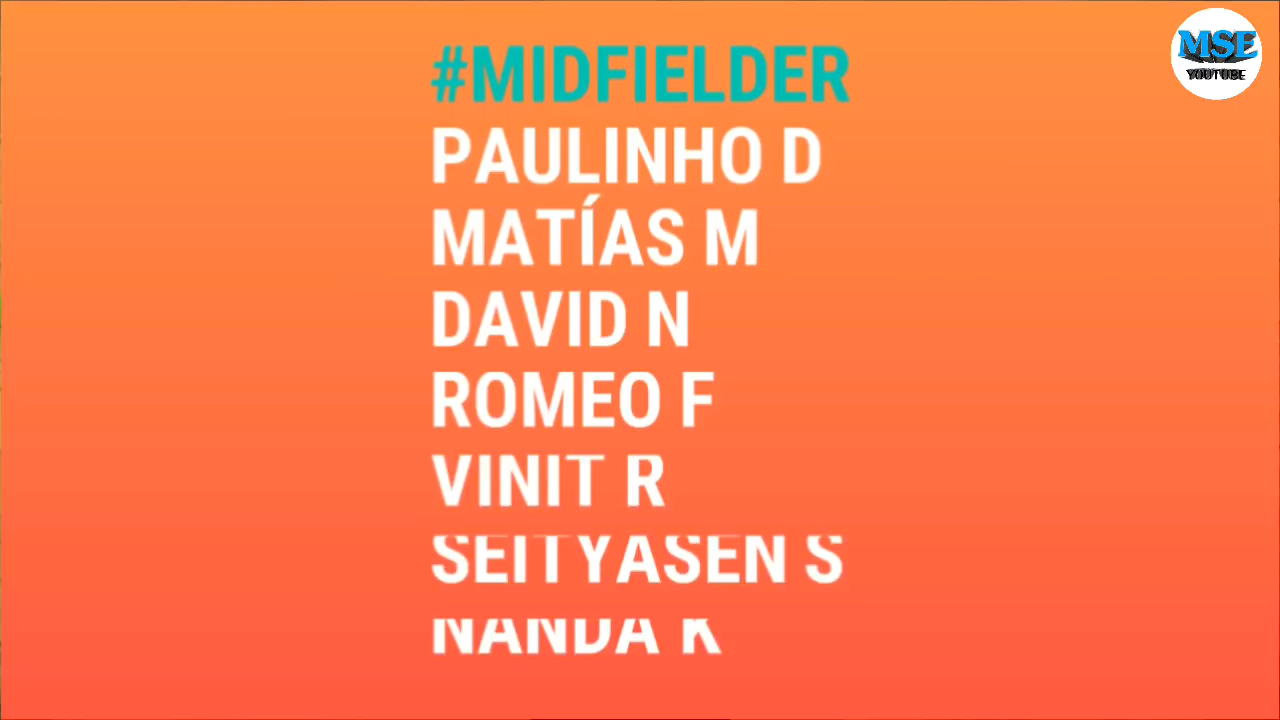 MSE
YOUTUBE
#MIDFIELDER
PAULINHO D
MATÍAS M
DAVID N
ROMEO F
VINIT R
SEITYASEN S
NANDA K